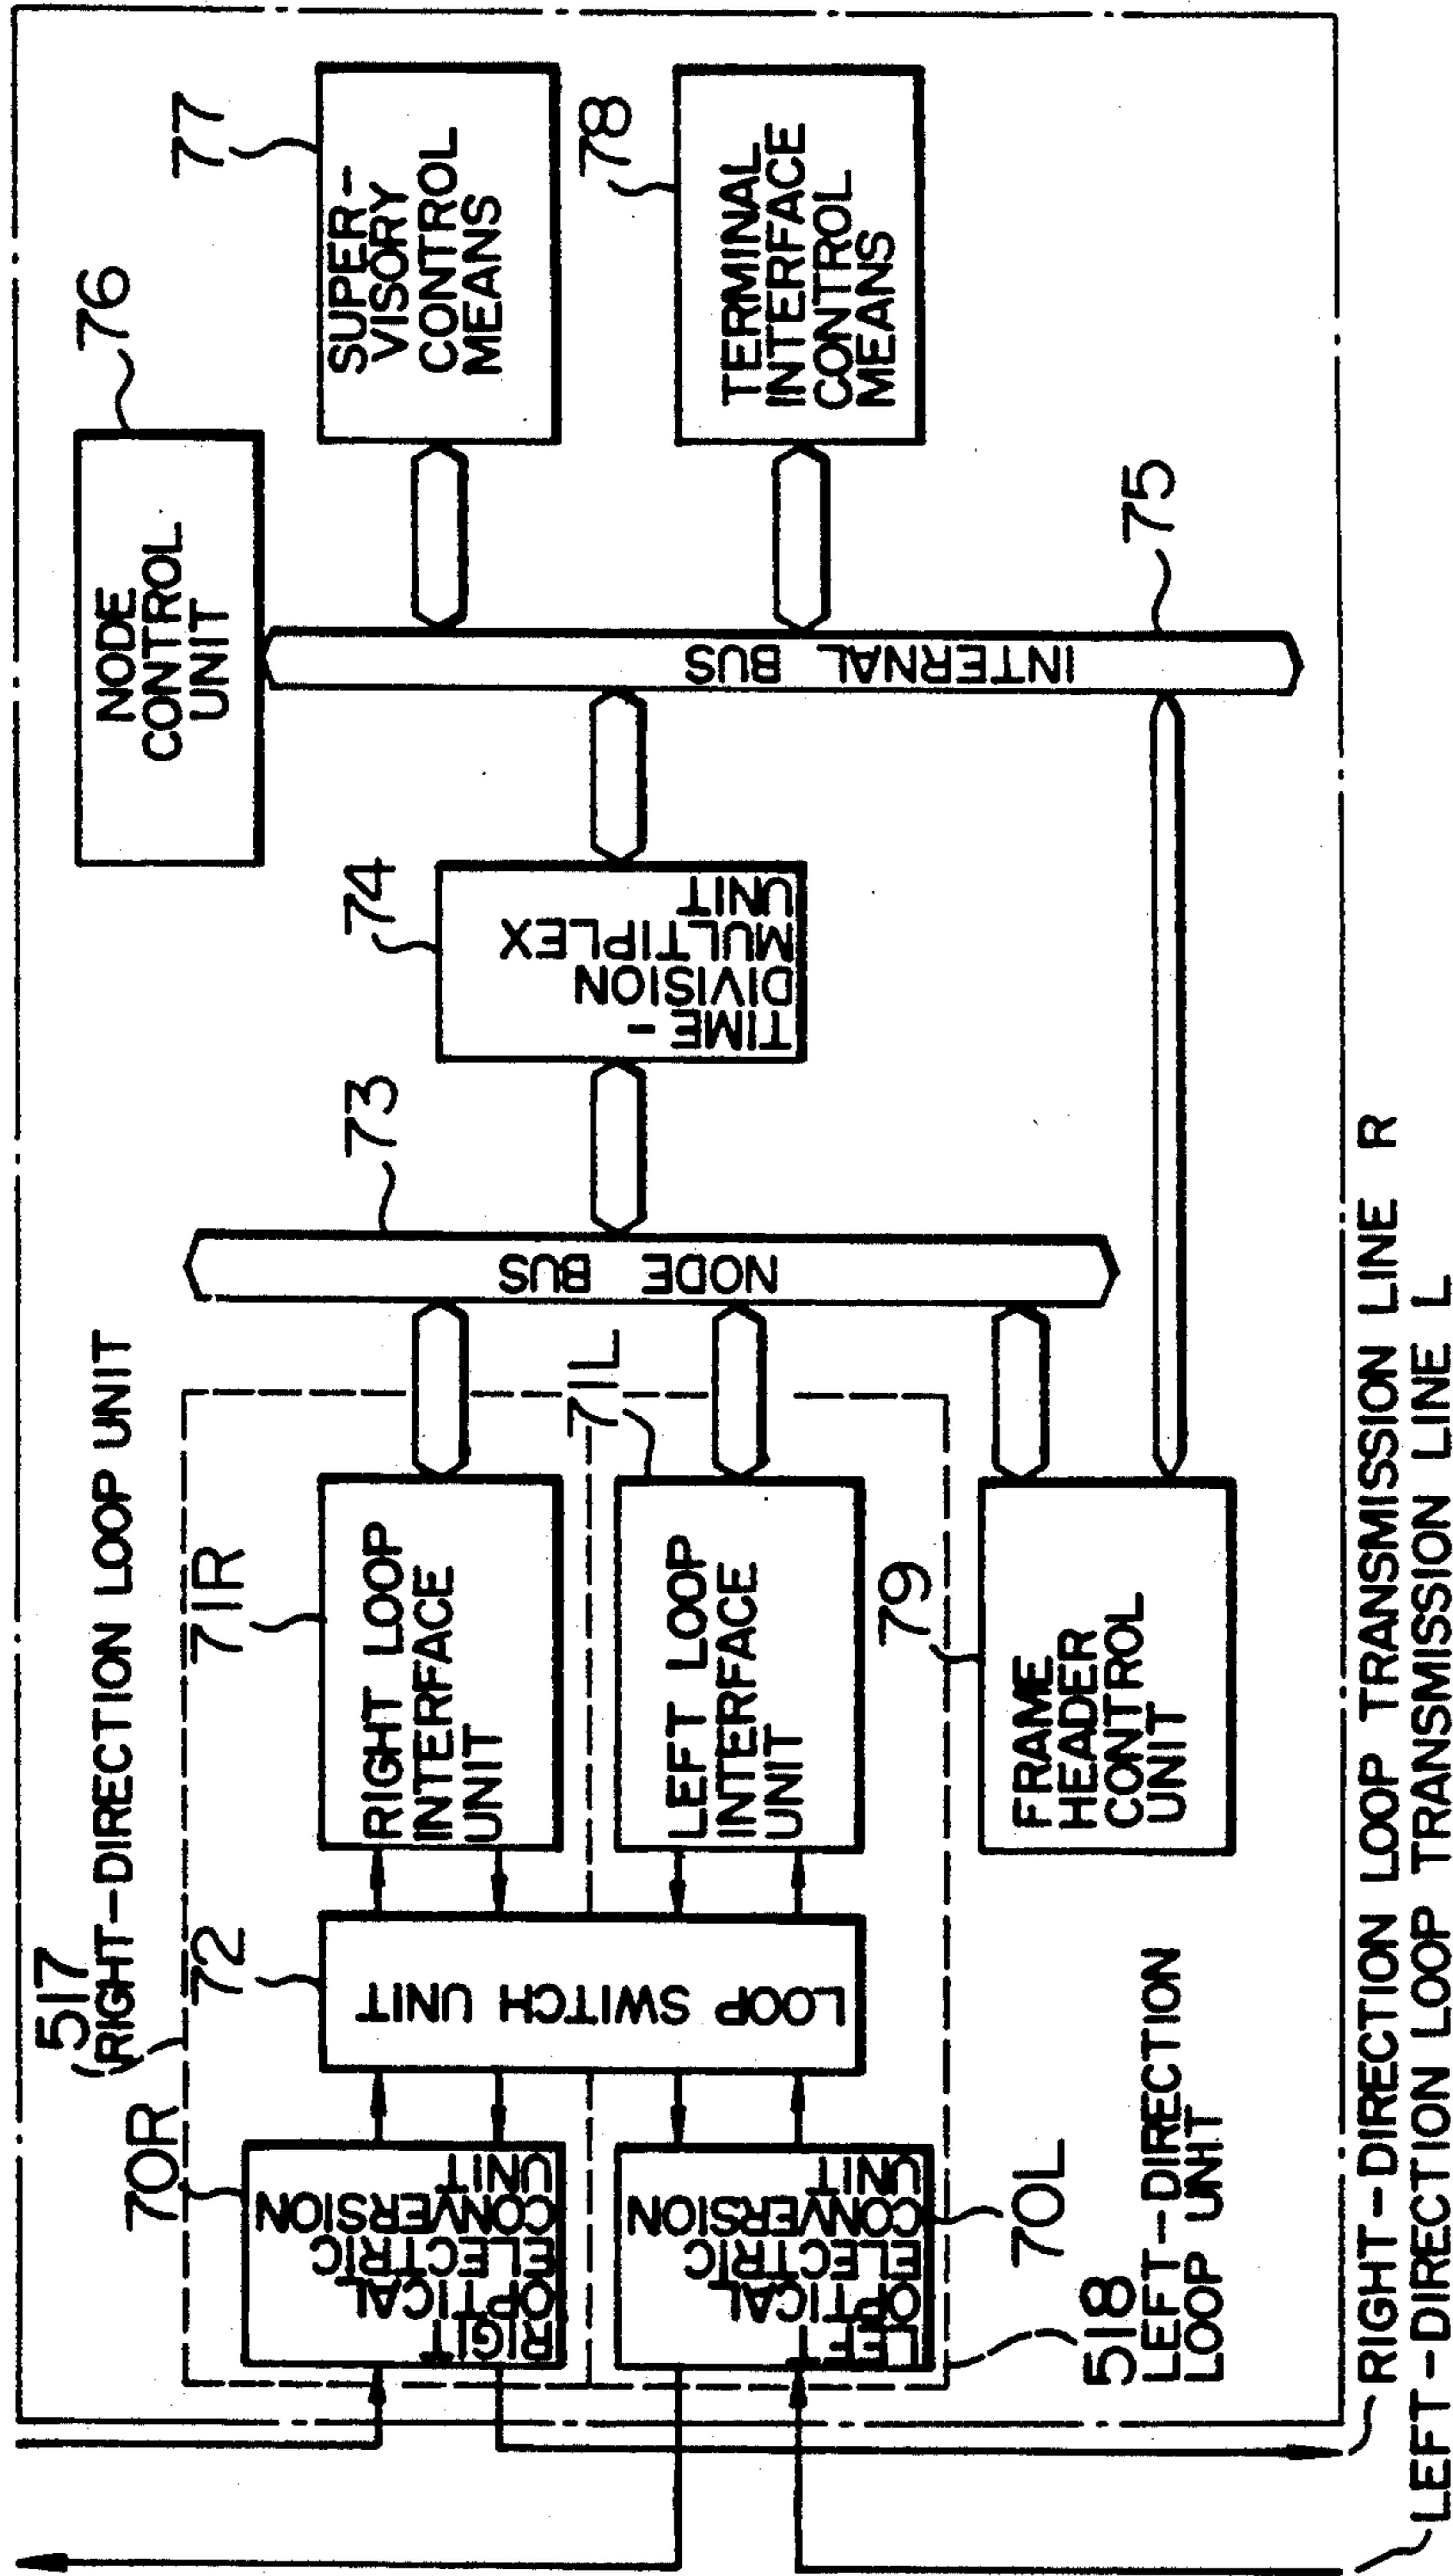 517
RIGHT-DIRECTION LOOP UNIT
70R
RIGIT
OPTICAL
ELECTRIC
CONVERSION
UNIT
72
LOOP SWITCH UNIT
71R
RIGHT LOOP
INTERFACE
UNIT
73
NODE BUS
74
TIME-
DIVISION
MULTIPLEX
UNIT
76
NODE
CONTROL
UNIT
77
SUPER-
VISORY
CONTROL
MEANS
78
TERMINAL
INTERFACE
CONTROL
MEANS
INTERNAL BUS
75
LEFT
OPTICAL
ELECTRIC
CONVERSION
UNIT
70L
71L
LEFT LOOP
INTERFACE
UNIT
79
FRAME
HEADER
CONTROL
UNIT
518
LEFT-DIRECTION
LOOP UNIT
RIGHT-DIRECTION LOOP TRANSMISSION LINE R
LEFT-DIRECTION LOOP TRANSMISSION LINE L